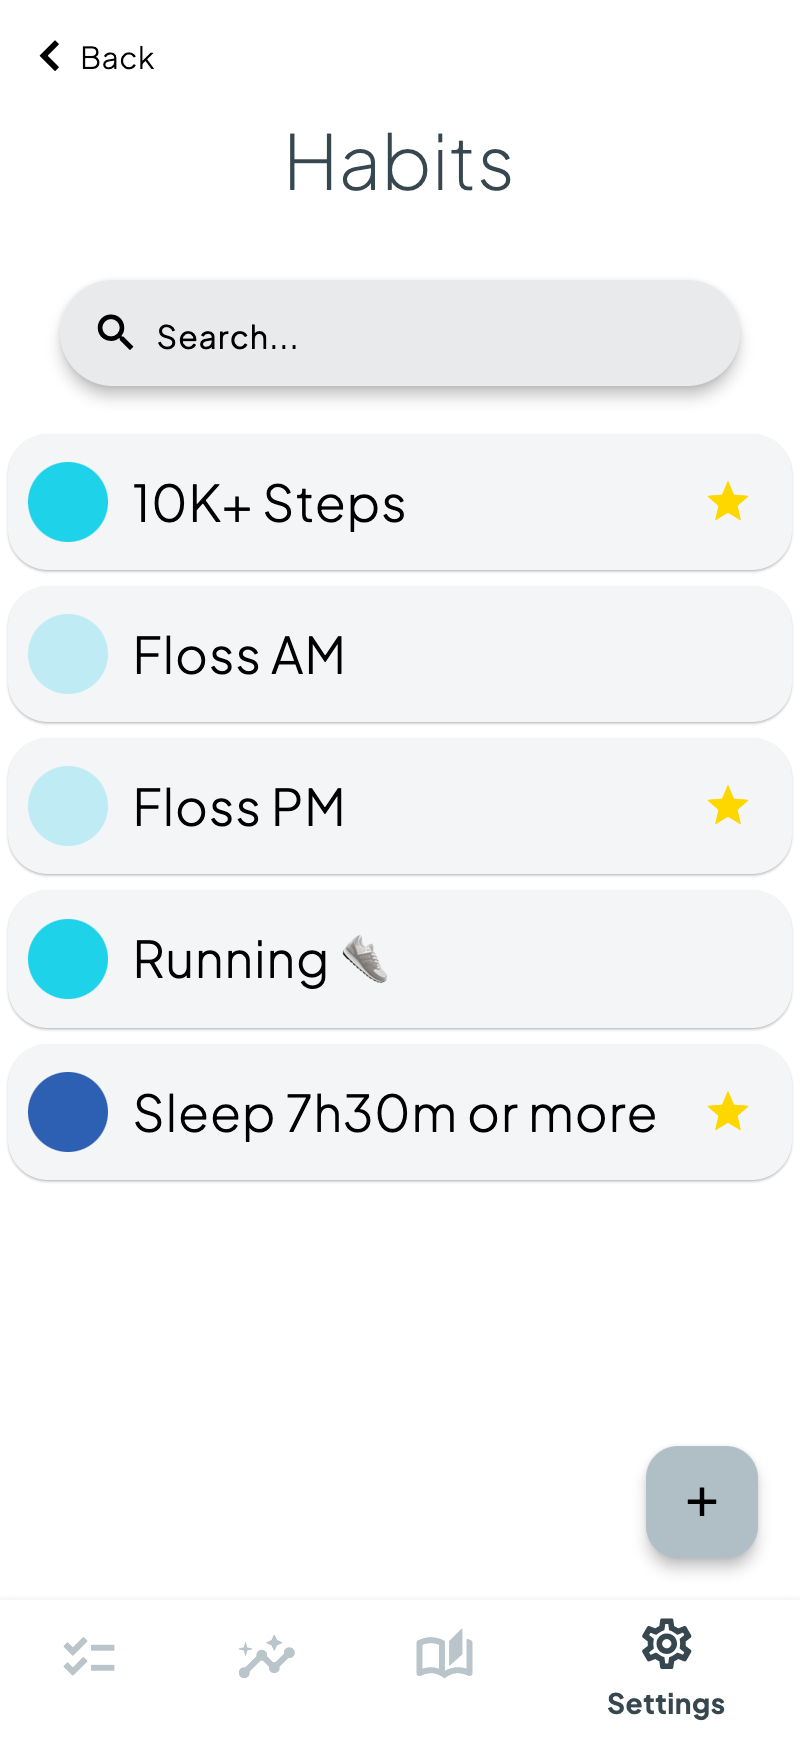 Back
Habits
Search...
10K+ Steps
Floss AM
Floss PM
Running 👟
Sleep 7h30m or more
+
Settings